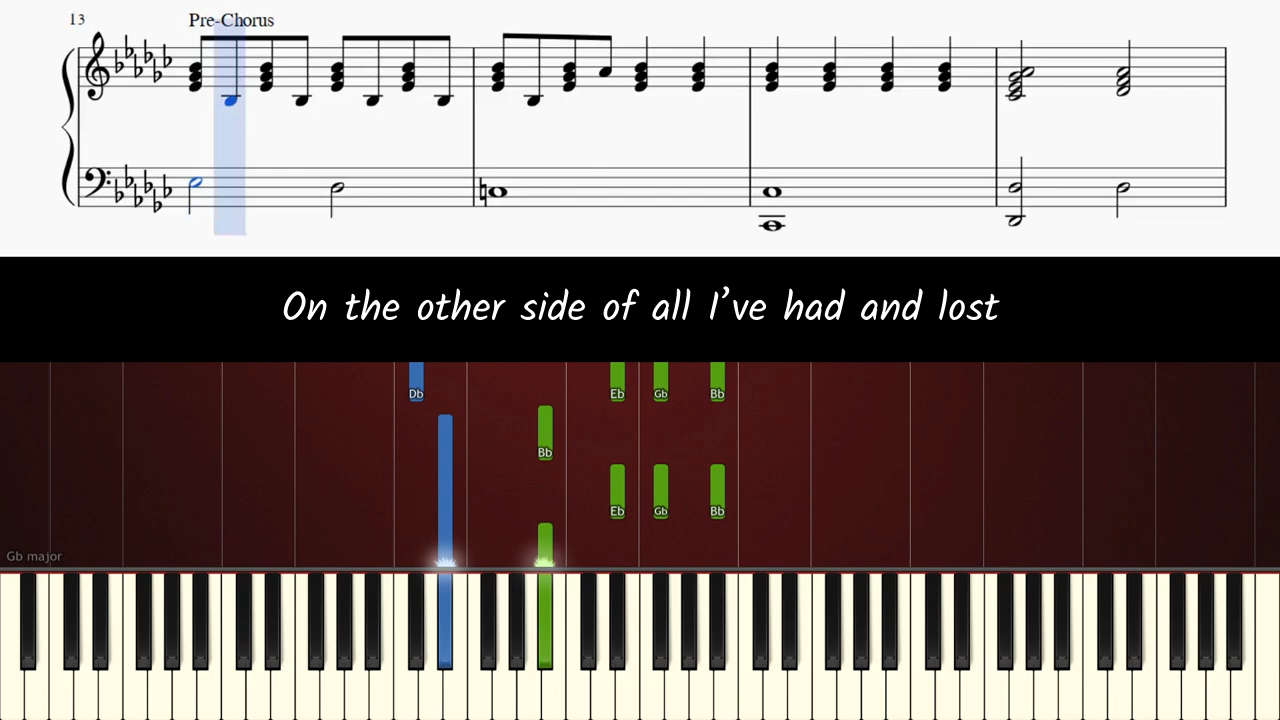 13 Pre-Chorus
On the other side of all I've had and lost
Db Eb Gb Bb
Bb
Eb Gb Bb
Gb major